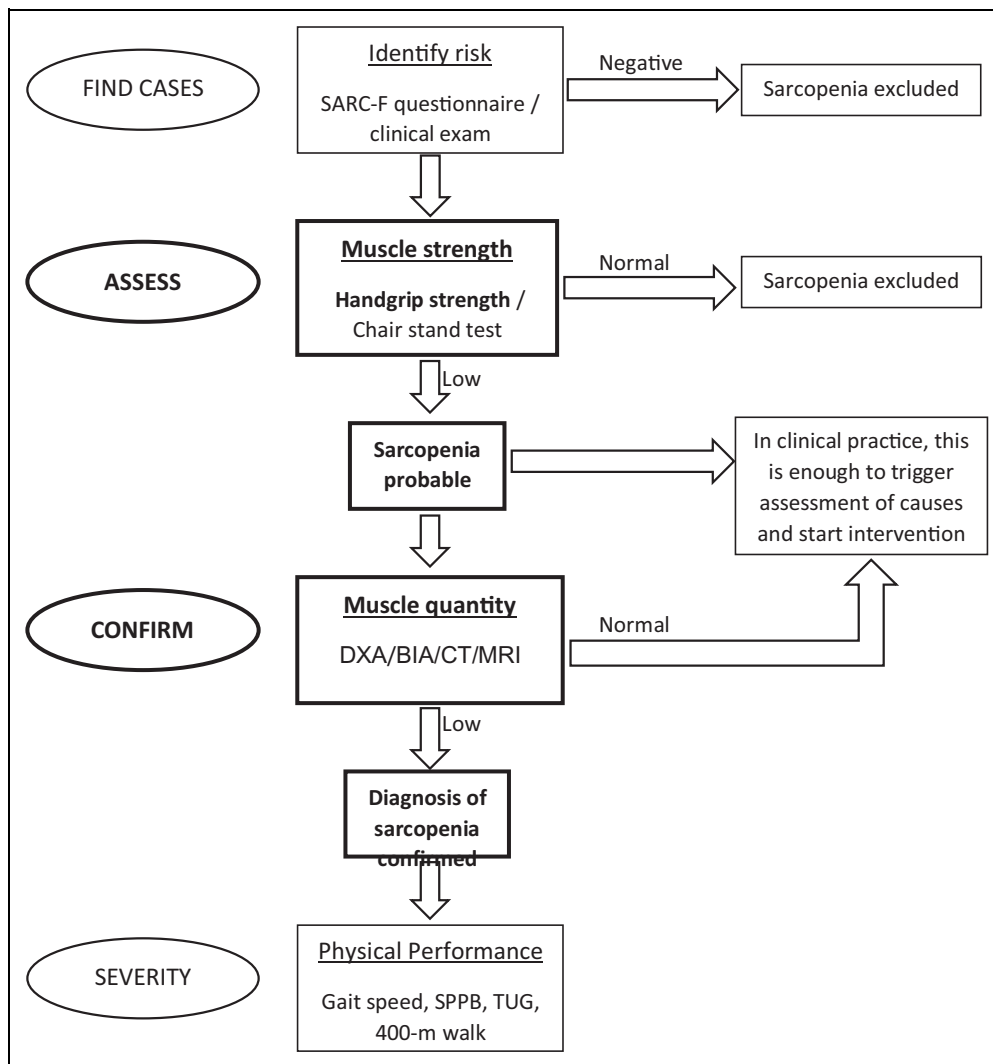 FIND CASES
Identify risk
SARC-F questionnaire /
clinical exam
Negative
Sarcopenia excluded
ASSESS
Muscle strength
Handgrip strength /
Chair stand test
Normal
Sarcopenia excluded
Low
Sarcopenia
probable
In clinical practice, this
is enough to trigger
assessment of causes
and start intervention
CONFIRM
Muscle quantity
DXA/BIA/CT/MRI
Normal
Low
Diagnosis of
sarcopenia
confirmed
SEVERITY
Physical Performance
Gait speed, SPPB, TUG,
400-m walk